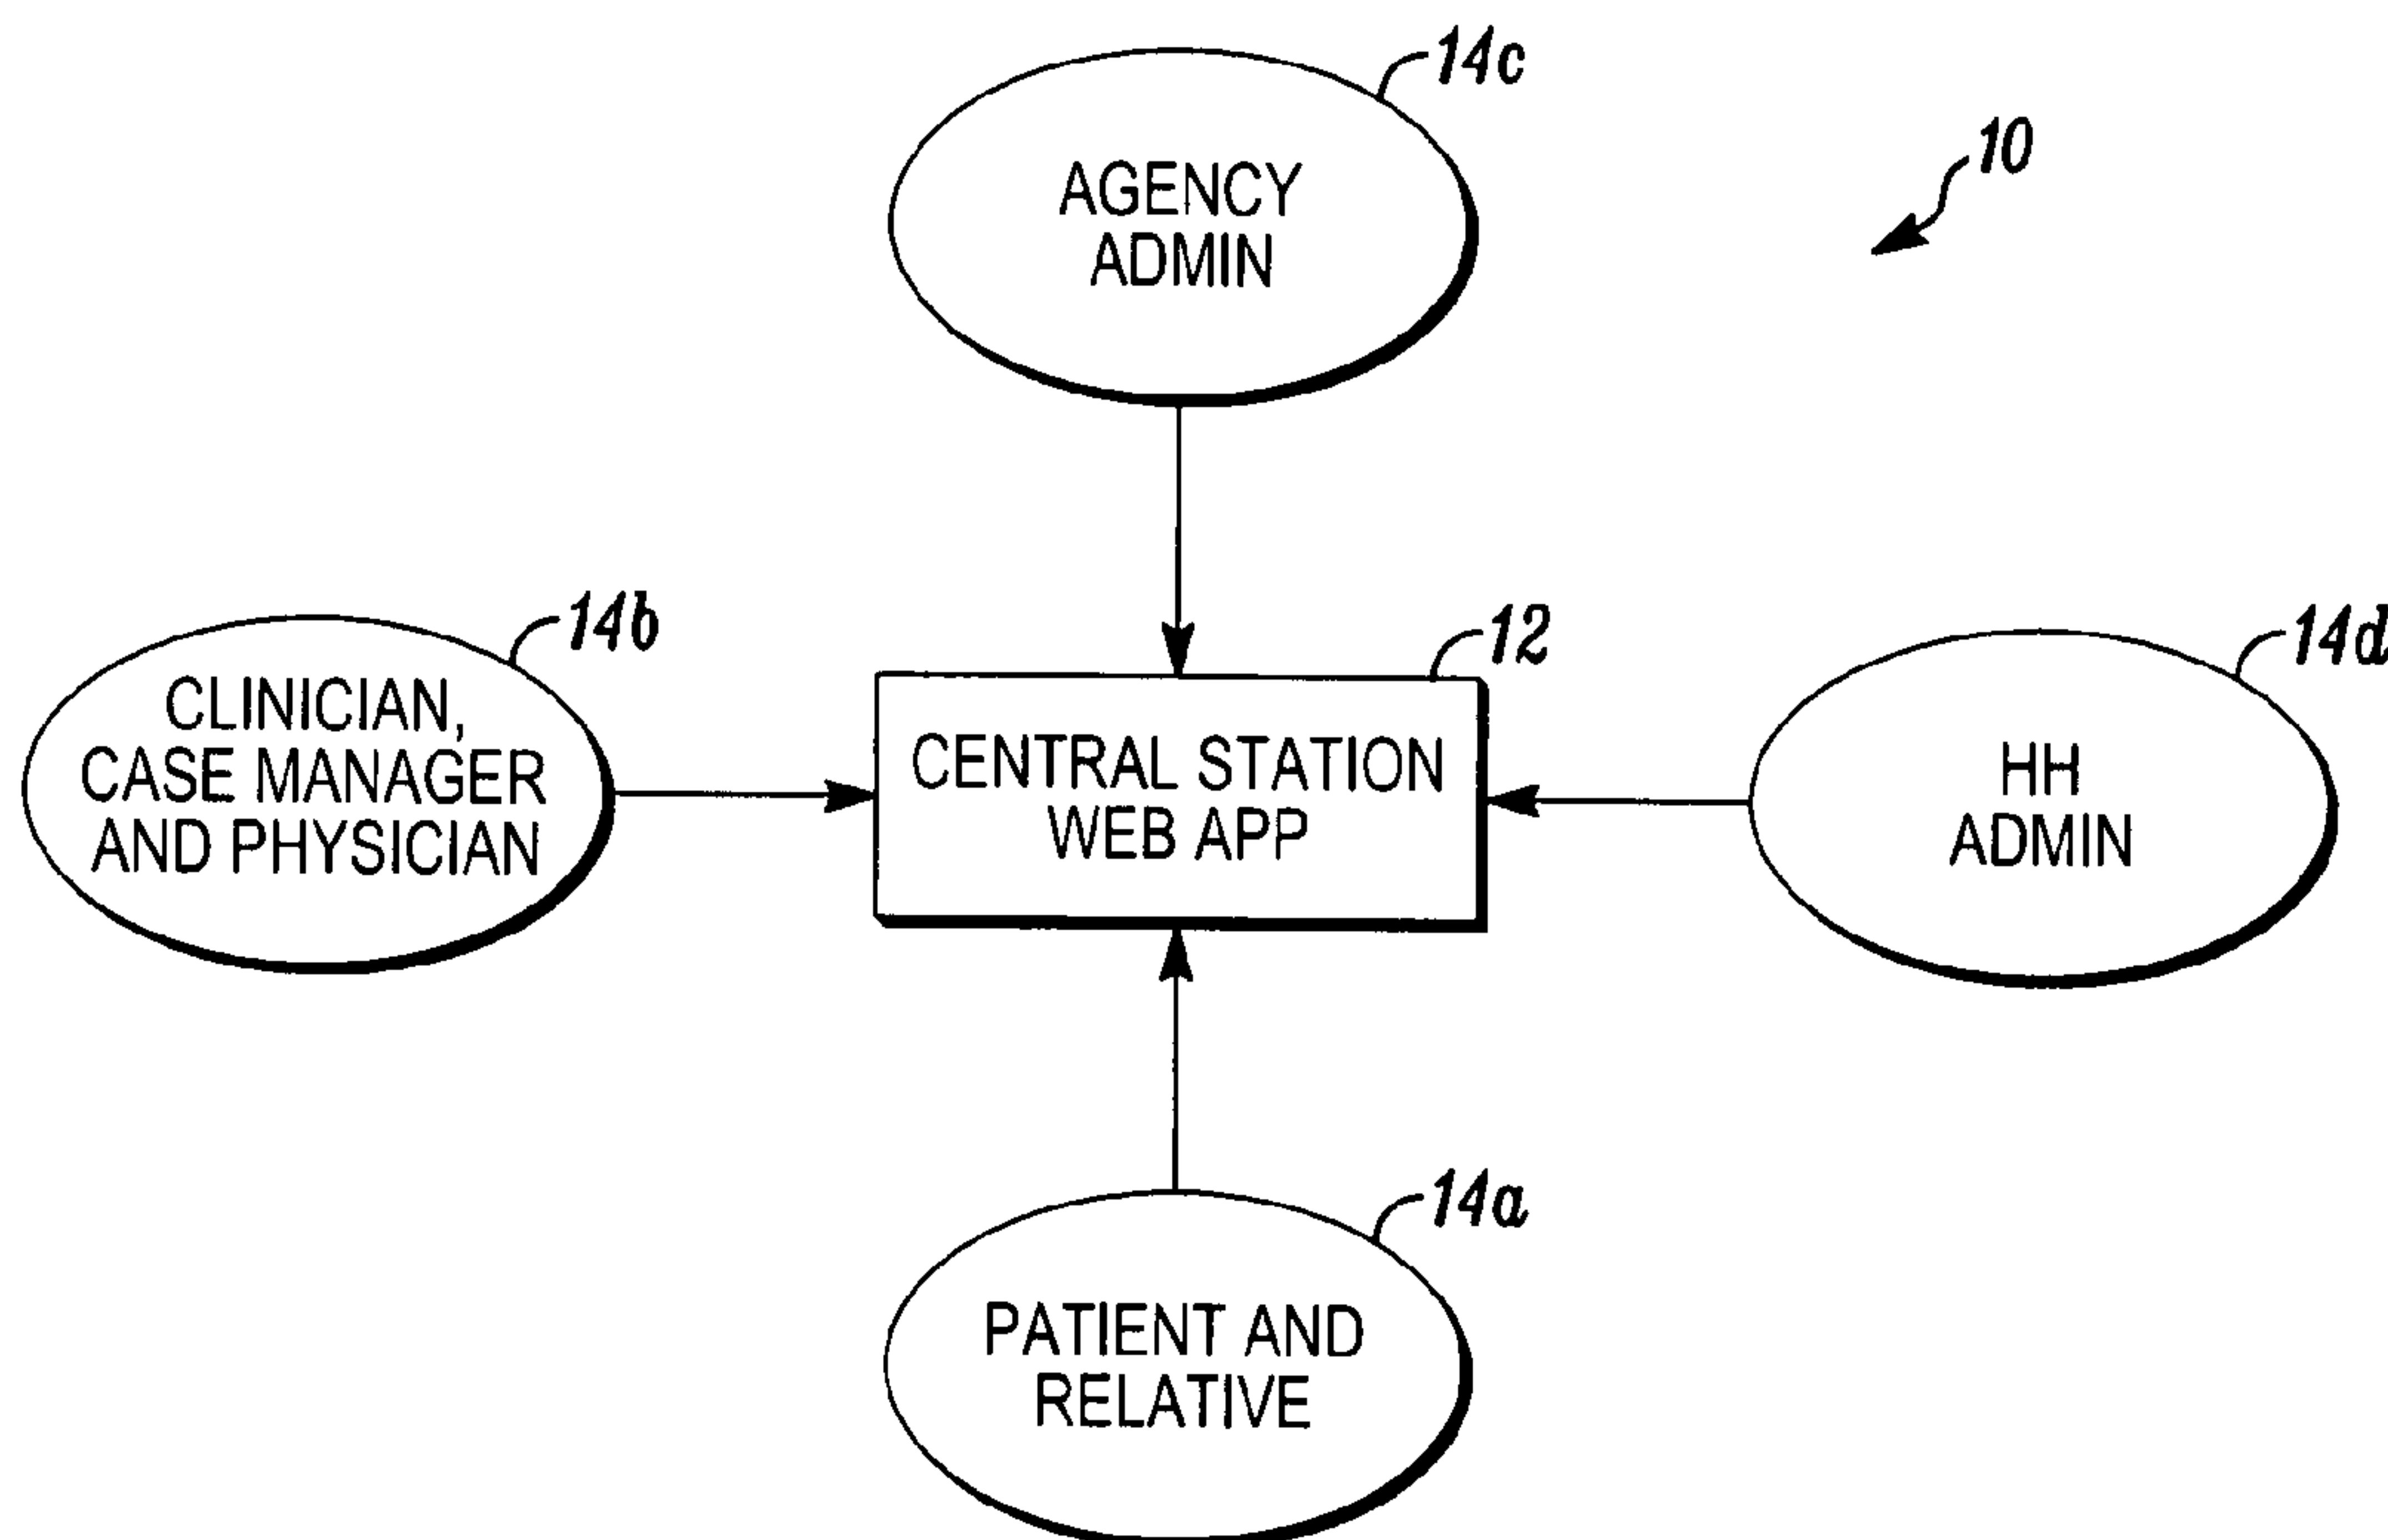 14c
AGENCY
ADMIN
10
14b
CLINICIAN,
CASE MANAGER
AND PHYSICIAN
12
CENTRAL STATION
WEB APP
14d
HH
ADMIN
14a
PATIENT AND
RELATIVE